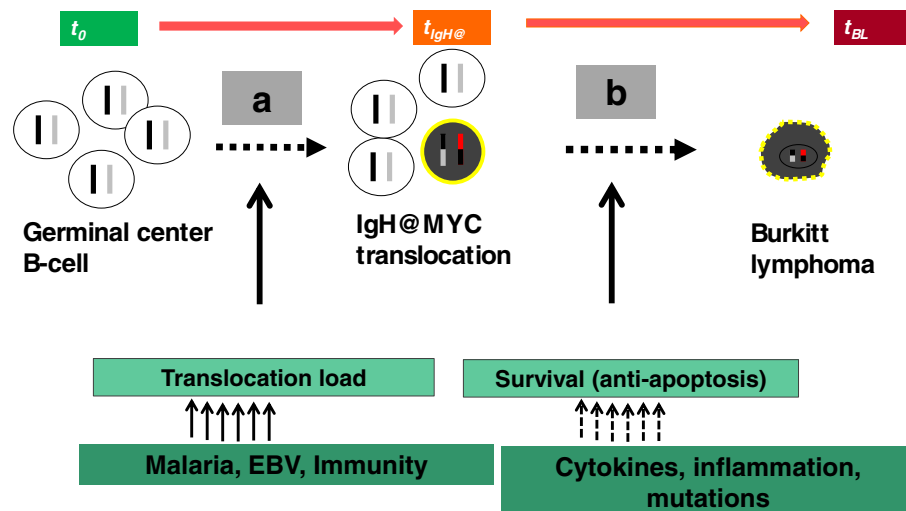 t0
tIgH@
tBL
a
b
Germinal center
B-cell
IgH@MYC
translocation
Burkitt
lymphoma
Translocation load
Survival (anti-apoptosis)
Malaria, EBV, Immunity
Cytokines, inflammation,
mutations